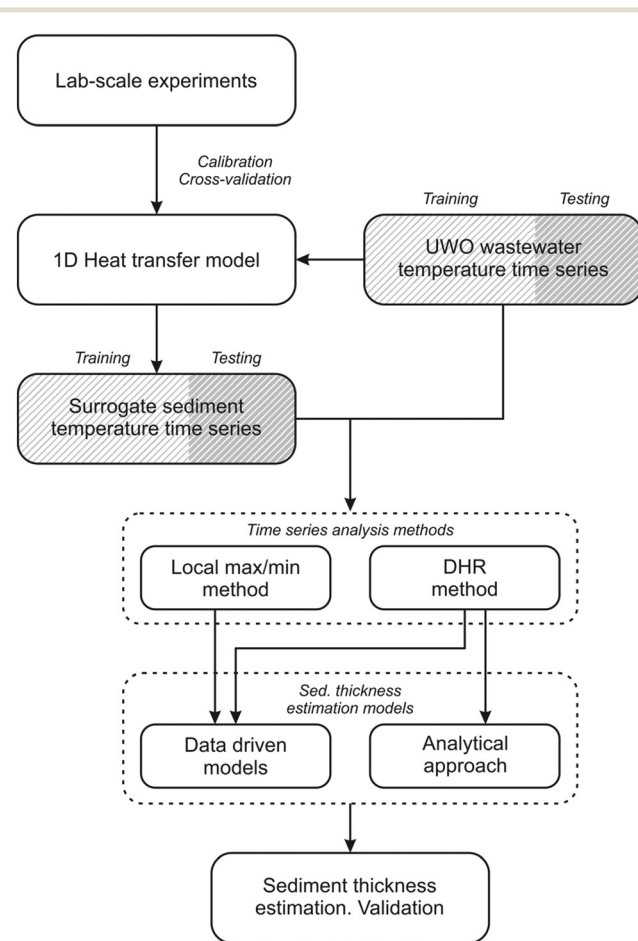 Lab-scale experiments
Calibration
Cross-validation
Training
Testing
1D Heat transfer model
UWO wastewater
temperature time series
Training
Testing
Surrogate sediment
temperature time series
Time series analysis methods
Local max/min
method
DHR
method
Sed. thickness
estimation models
Data driven
models
Analytical
approach
Sediment thickness
estimation. Validation